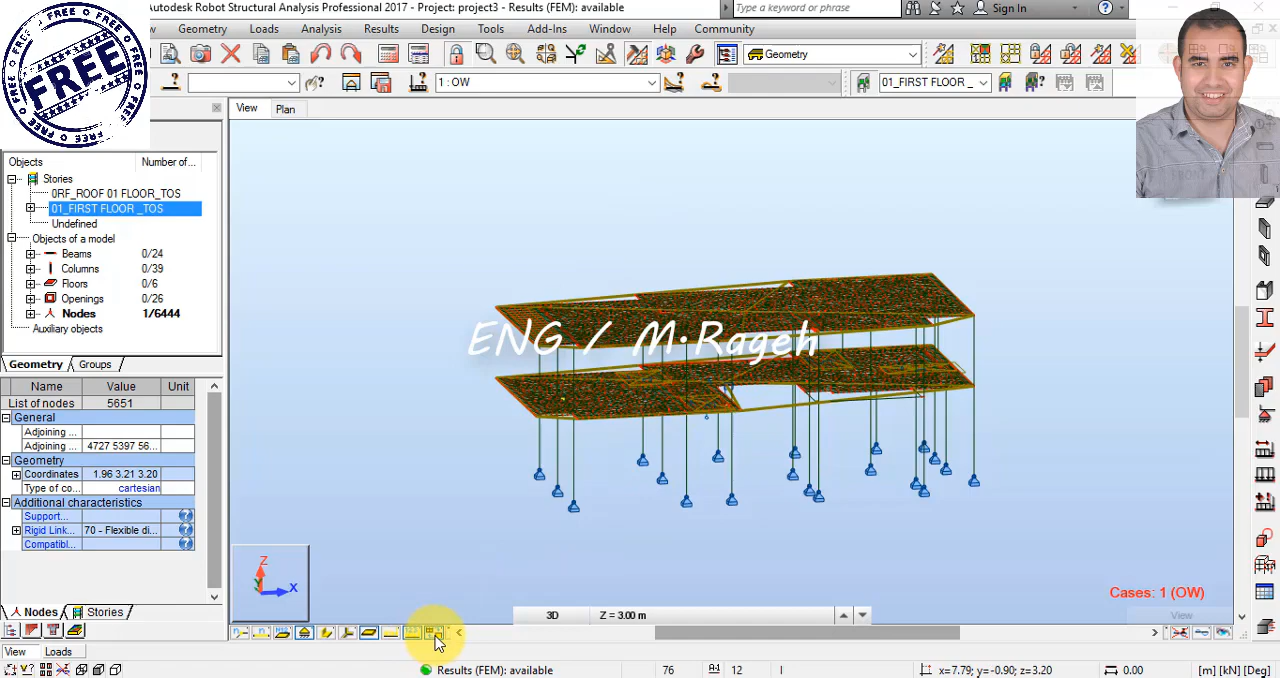 Autodesk Robot Structural Analysis Professional 2017 - Project: project3 - Results (FEM): available
Type a keyword or phrase
Sign In
Geometry Loads Analysis Results Design Tools Add-Ins Window Help Community
Geometry
1 : OW
01_FIRST FLOOR _
FREE
FREE
FREE
View Plan
Objects Number of...
Stories
0RF_ROOF 01 FLOOR_TOS
01_FIRST FLOOR _TOS
Undefined
Objects of a model
Beams 0/24
Columns 0/39
Floors 0/6
Openings 0/26
Nodes 1/6444
Auxiliary objects
Geometry Groups
Name Value Unit
List of nodes 5651
General
Adjoining ...
Adjoining ... 4727 5397 56...
Geometry
Coordinates 1.96 3.21 3.20
Type of co... cartesian
Additional characteristics
Support...
Rigid Link... 70 - Flexible di...
Compatibl...
Nodes Stories
View Loads
ENG / M.Rageh
FRONT
Z
Y
X
3D Z = 3.00 m
Cases: 1 (OW)
View
Results (FEM): available 76 12 x=7.79; y=-0.90; z=3.20 0.00 [m] [kN] [Deg]